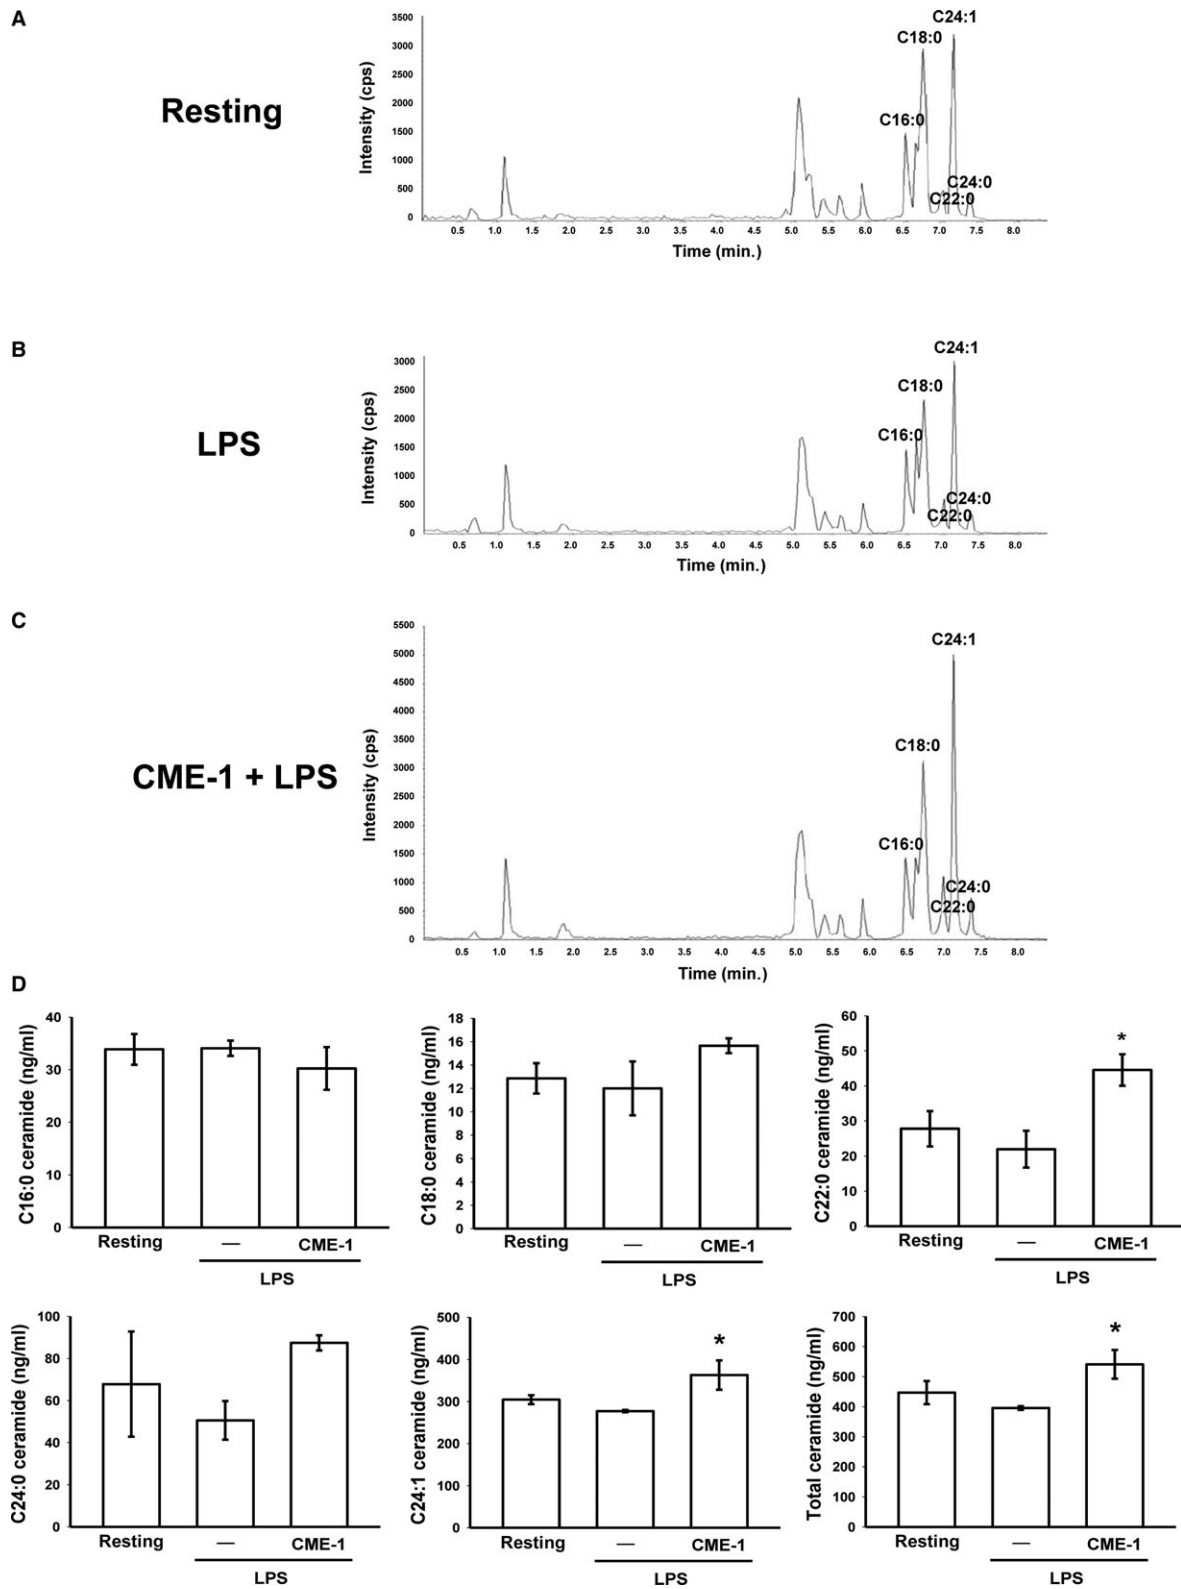 A
Resting
Intensity (cps)
3500
3000
2500
2000
1500
1000
500
0
C24:1
C18:0
C16:0
C24:0
C22:0
0.5 1.0 1.5 2.0 2.5 3.0 3.5 4.0 4.5 5.0 5.5 6.0 6.5 7.0 7.5 8.0
Time (min.)
B
LPS
Intensity (cps)
3000
2500
2000
1500
1000
500
0
C24:1
C18:0
C16:0
C24:0
C22:0
0.5 1.0 1.5 2.0 2.5 3.0 3.5 4.0 4.5 5.0 5.5 6.0 6.5 7.0 7.5 8.0
Time (min.)
C
CME-1 + LPS
Intensity (cps)
5500
5000
4500
4000
3500
3000
2500
2000
1500
1000
500
0
C24:1
C18:0
C16:0
C24:0
C22:0
0.5 1.0 1.5 2.0 2.5 3.0 3.5 4.0 4.5 5.0 5.5 6.0 6.5 7.0 7.5 8.0
Time (min.)
D
C16:0 ceramide (ng/ml)
40
30
20
10
0
Resting — CME-1
LPS
C18:0 ceramide (ng/ml)
18
16
14
12
10
8
6
4
2
0
Resting — CME-1
LPS
C22:0 ceramide (ng/ml)
60
50
40
30
20
10
0
*
Resting — CME-1
LPS
C24:0 ceramide (ng/ml)
100
80
60
40
20
0
Resting — CME-1
LPS
C24:1 ceramide (ng/ml)
500
400
300
200
100
0
*
Resting — CME-1
LPS
Total ceramide (ng/ml)
700
600
500
400
300
200
100
0
*
Resting — CME-1
LPS